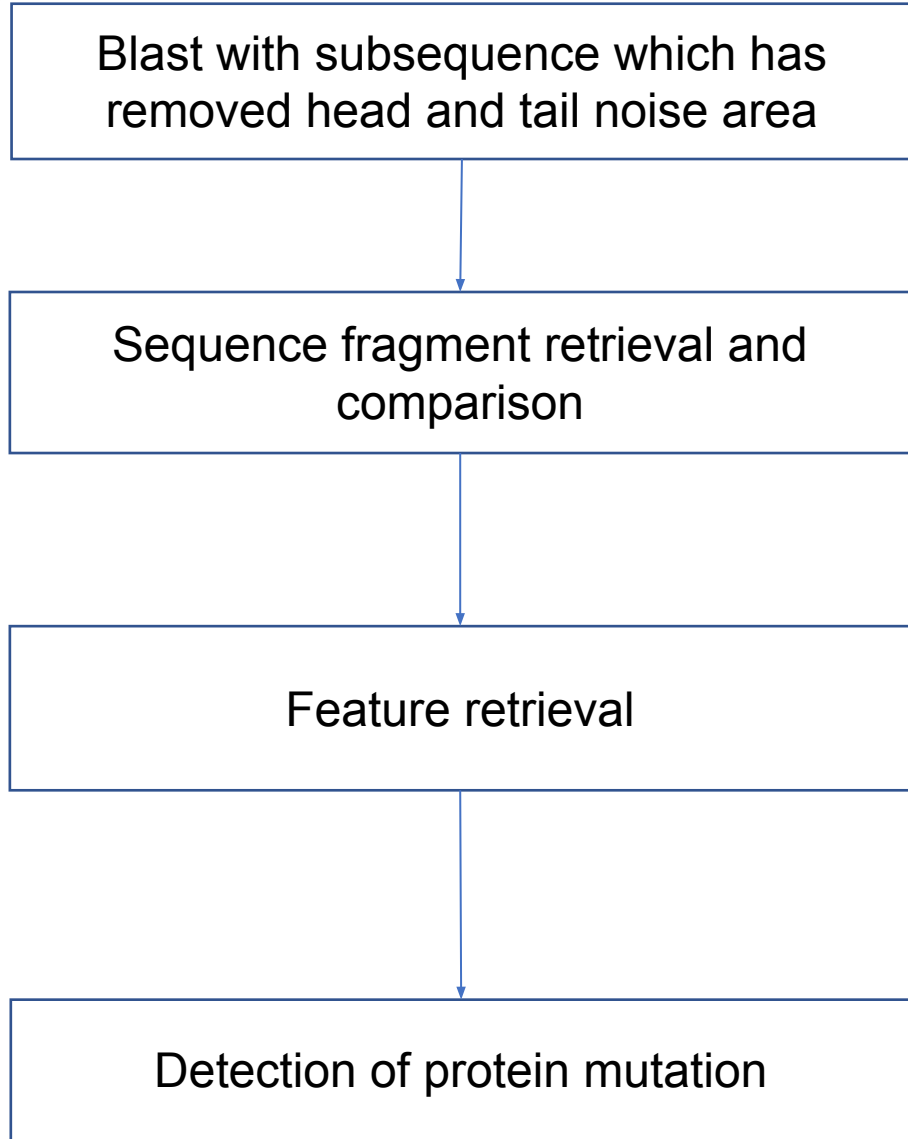 Blast with subsequence which has
removed head and tail noise area
Sequence fragment retrieval and
comparison
Feature retrieval
Detection of protein mutation